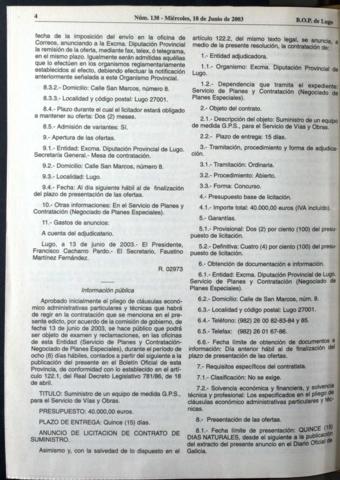 4
Núm. 138 - Miércoles, 18 de Junio de 2003
B.O.P. de Lugo
fecha de la imposición del envío en la oficina de
Correos, anunciando a la Excma. Diputación Provincial
la remisión de la oferta, mediante fax, telex, ó telegrama,
en el mismo plazo. Igualmente serán admitidas aquéllas
que lo efectúen en los organismos reglamentariamente
establecidos al efecto, debiendo efectuar la notificación
anteriormente señalada a este Organismo Provincial.
8.3.2.- Domicilio: Calle San Marcos, número 8.
8.3.3.- Localidad y código postal: Lugo 27001.
8.4.- Plazo durante el cual el licitador estará obligado
a mantener su oferta: Dos (2) meses.
8.5.- Admisión de variantes: Sí.
9.- Apertura de las ofertas.
9.1.- Entidad: Excma. Diputación Provincial de Lugo.
Secretaría General.- Mesa de contratación.
9.2.- Domicilio: Calle San Marcos, número 8.
9.3.- Localidad: Lugo.
9.4.- Fecha: Al día siguiente hábil al de finalización
del plazo de presentación de las ofertas.
10.- Otras informaciones: En el Servicio de Planes y
Contratación (Negociado de Planes Especiales).
11.- Gastos de anuncios:
A cuenta del adjudicatario.
Lugo, a 13 de junio de 2003.- El Presidente,
Francisco Cacharro Pardo.- El Secretario, Faustino
Martínez Fernández.
R. 02973
Información pública
Aprobado inicialmente el pliego de cláusulas econó-
mico administrativas particulares y técnicas que habrá
de regir en la contratación que se menciona en el pre-
senta edicto, por acuerdo de la comisión de gobierno, de
fecha 13 de junio de 2003, se hace público que podrá
ser objeto de examen y reclamaciones, en las oficinas
de esta Entidad (Servicio de Planes y Contratación-
Negociado de Planes Especiales), durante el período de
ocho (8) días hábiles, contados a partir del siguiente a la
publicación del presente en el Boletín Oficial de esta
Provincia, de conformidad con lo establecido en el artí-
culo 122.1, del Real Decreto Legislativo 781/86, de 18
de abril.
TITULO: Suministro de un equipo de medida G.P.S.,
para el Servicio de Vías y Obras.
PRESUPUESTO: 40.000,00 euros.
PLAZO DE ENTREGA: Quince (15) días.
ANUNCIO DE LICITACION DE CONTRATO DE
SUMINISTRO.
Asimismo y, con la salvedad de lo dispuesto en el
artículo 122.2, del mismo texto legal, se anuncia, a
medio de la presente resolución, la contratación de:
1.- Entidad adjudicadora.
1.1.- Organismo: Excma. Diputación Provincial de
Lugo.
1.2.- Dependencia que tramita el expediente:
Servicio de Planes y Contratación (Negociado de
Planes Especiales).
2.- Objeto del contrato.
2.1.- Descripción del objeto: Suministro de un equipo
de medida G.P.S., para el Servicio de Vías y Obras.
2.2.- Plazo de entrega: 15 días.
3.- Tramitación, procedimiento y forma de adjudica-
ción.
3.1.- Tramitación: Ordinaria.
3.2.- Procedimiento: Abierto.
3.3.- Forma: Concurso.
4.- Presupuesto base de licitación.
4.1.- Importe total: 40.000,00 euros (IVA incluido).
5.- Garantías.
5.1.- Provisional: Dos (2) por ciento (100) del presu-
puesto de licitación.
5.2.- Definitiva: Cuatro (4) por ciento (100) del presu-
puesto de licitación.
6.- Obtención de documentación e información.
6.1.- Entidad: Excma. Diputación Provincial de Lugo.
Servicio de Planes y Contratación (Negociado de
Planes Especiales).
6.2.- Domicilio: Calle de San Marcos, núm. 8.
6.3.- Localidad y código postal: Lugo 27001.
6.4.- Teléfono: (982) 26 00 82-83-84 y 85.
6.5.- Telefax: (982) 26 01 67-86.
6.6.- Fecha límite de obtención de documentos e
información: Día anterior hábil al de finalización del
plazo de presentación de las ofertas.
7.- Requisitos específicos del contratista.
7.1.- Clasificación: No se exige.
7.2.- Solvencia económica y financiera, y solvencia
técnica y profesional: Los especificados en el pliego de
cláusulas económico administrativas particulares y téc-
nicas.
8.- Presentación de las ofertas.
8.1.- Fecha límite de presentación: QUINCE (15)
DIAS NATURALES, desde el siguiente a la publicación
del extracto del presente anuncio en el Diario Oficial de
Galicia.